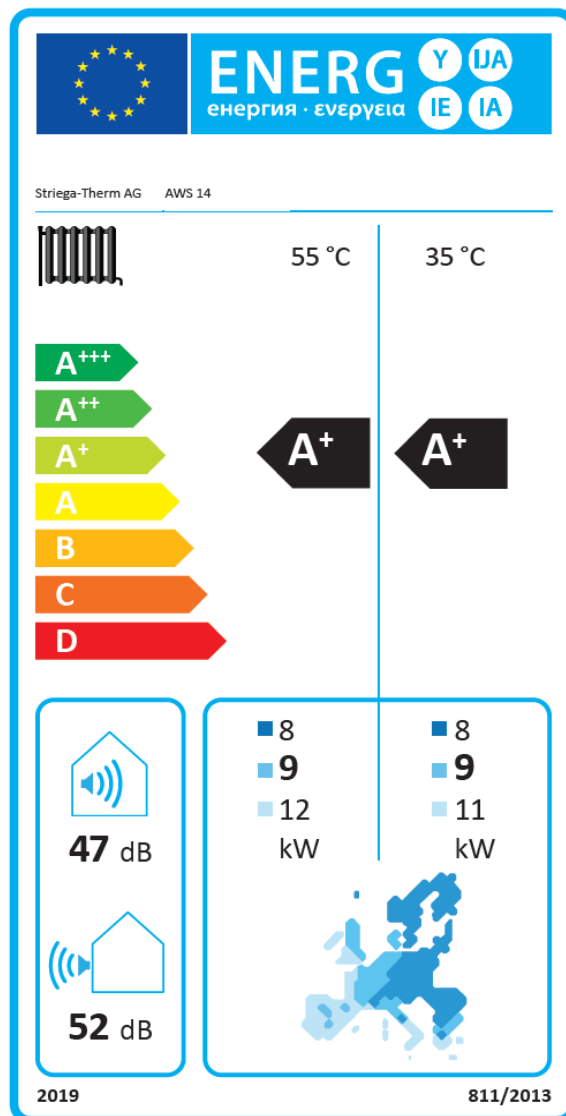 ENERG Y IJA
енергия · ενεργεια IE IA
Striega-Therm AG AWS 14
55 °C 35 °C
A+++
A++
A+ A+ A+
A
B
C
D
8 8
9 9
12 11
kW kW
47 dB
52 dB
2019 811/2013